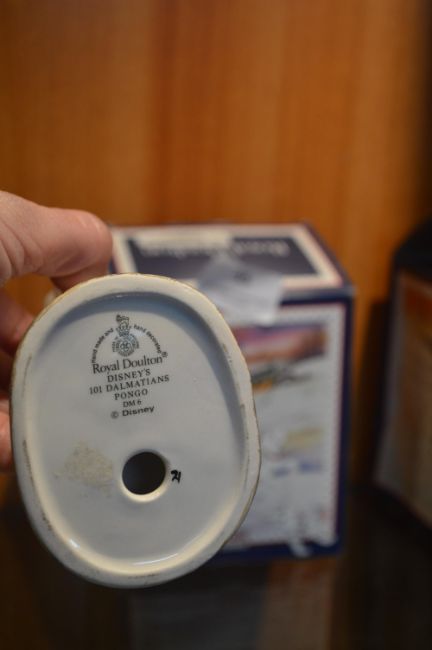 Hand made and hand decorated
Royal Doulton®
DISNEY'S
101 DALMATIANS
PONGO
DM 6
© Disney